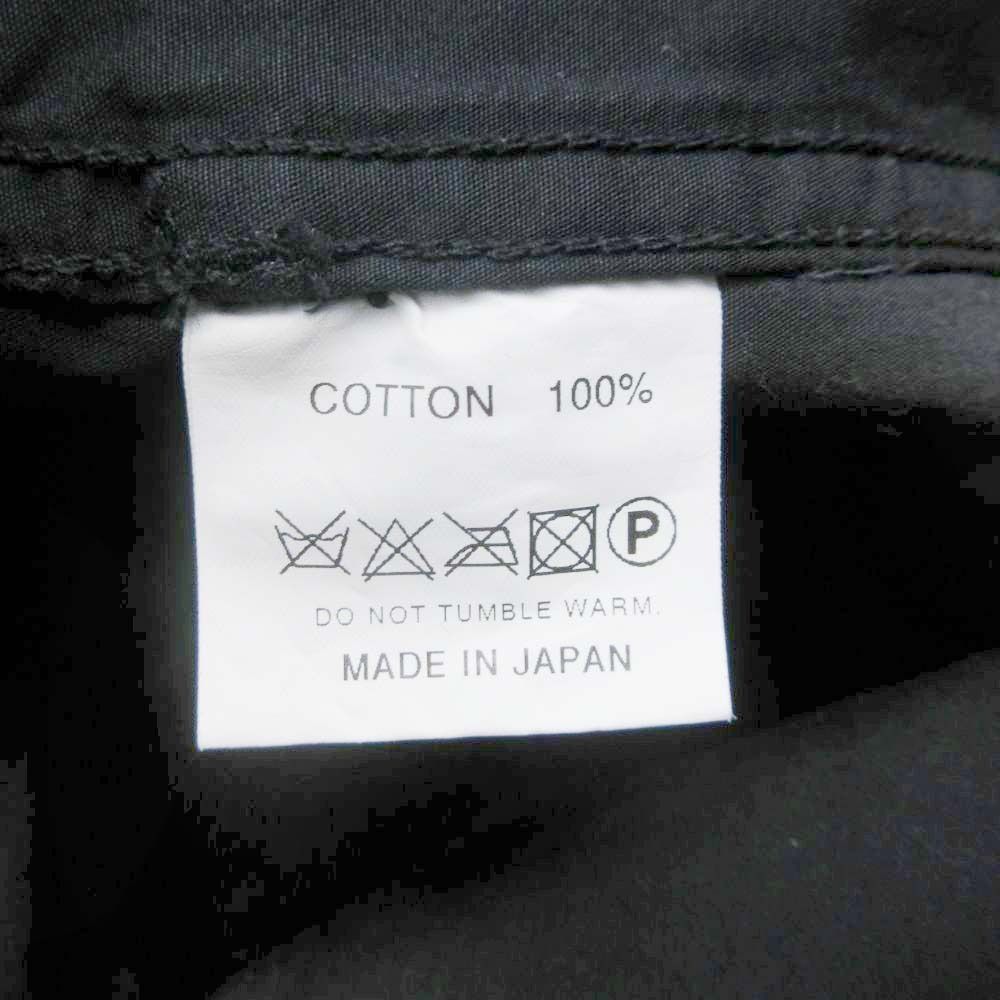 COTTON 100%
P
DO NOT TUMBLE WARM.
MADE IN JAPAN